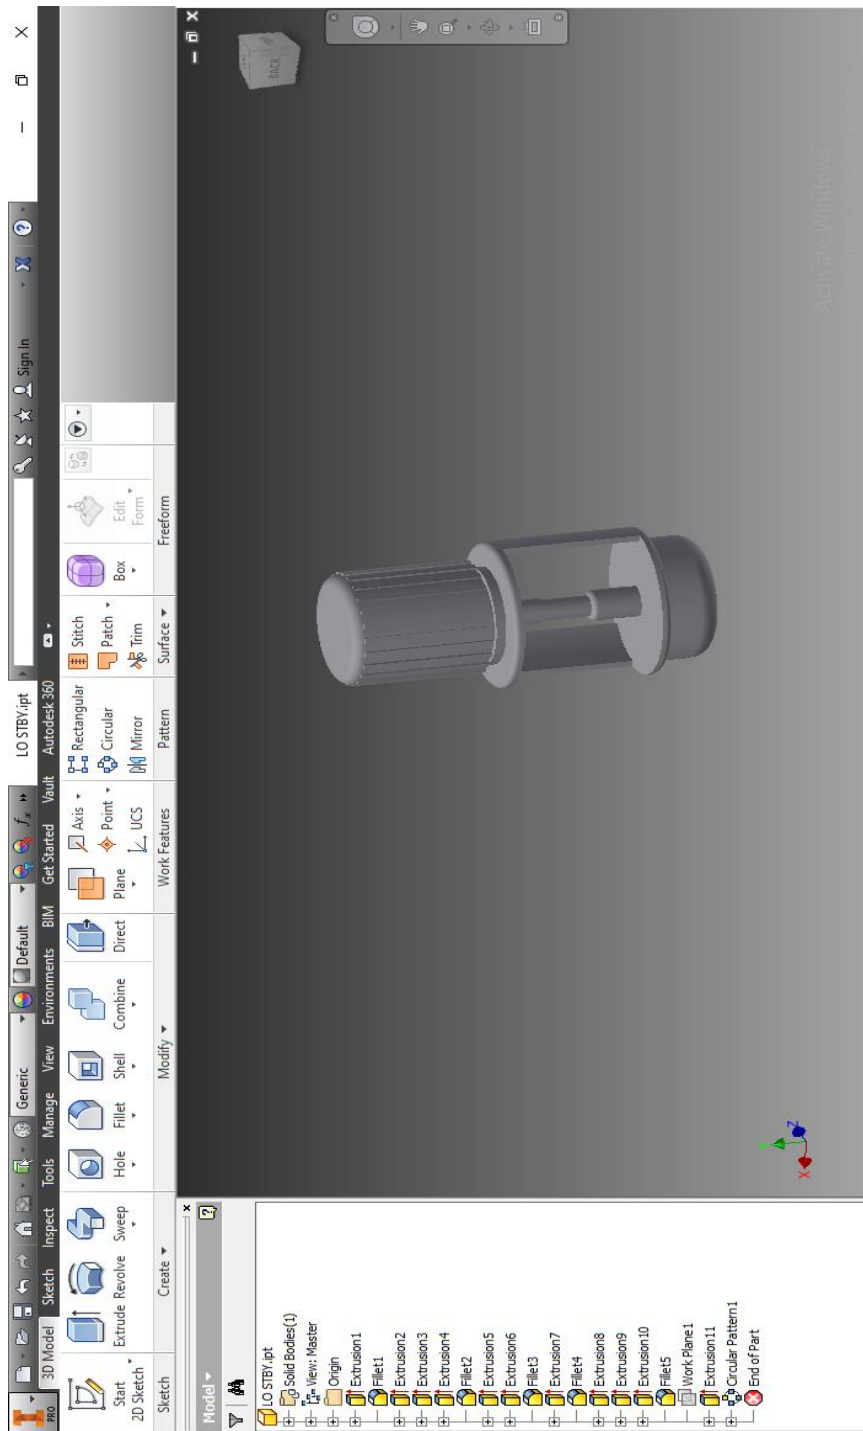 PRO
Generic
Default
LO STBY.ipt
Sign In
3D Model Sketch Inspect Tools Manage View Environments BIM Get Started Vault Autodesk 360
Start
2D Sketch
Extrude Revolve Sweep
Hole Fillet Shell Combine Direct
Plane
Axis
Point
UCS
Rectangular
Circular
Mirror
Stitch
Patch
Trim
Box
Edit
Form
Sketch Create Modify Work Features Pattern Surface Freeform
Model
LO STBY.ipt
Solid Bodies(1)
View: Master
Origin
Extrusion1
Fillet1
Extrusion2
Extrusion3
Extrusion4
Fillet2
Extrusion5
Extrusion6
Fillet3
Extrusion7
Fillet4
Extrusion8
Extrusion9
Extrusion10
Fillet5
Work Plane1
Extrusion11
Circular Pattern1
End of Part
BACK
X
Z
Activate Windows